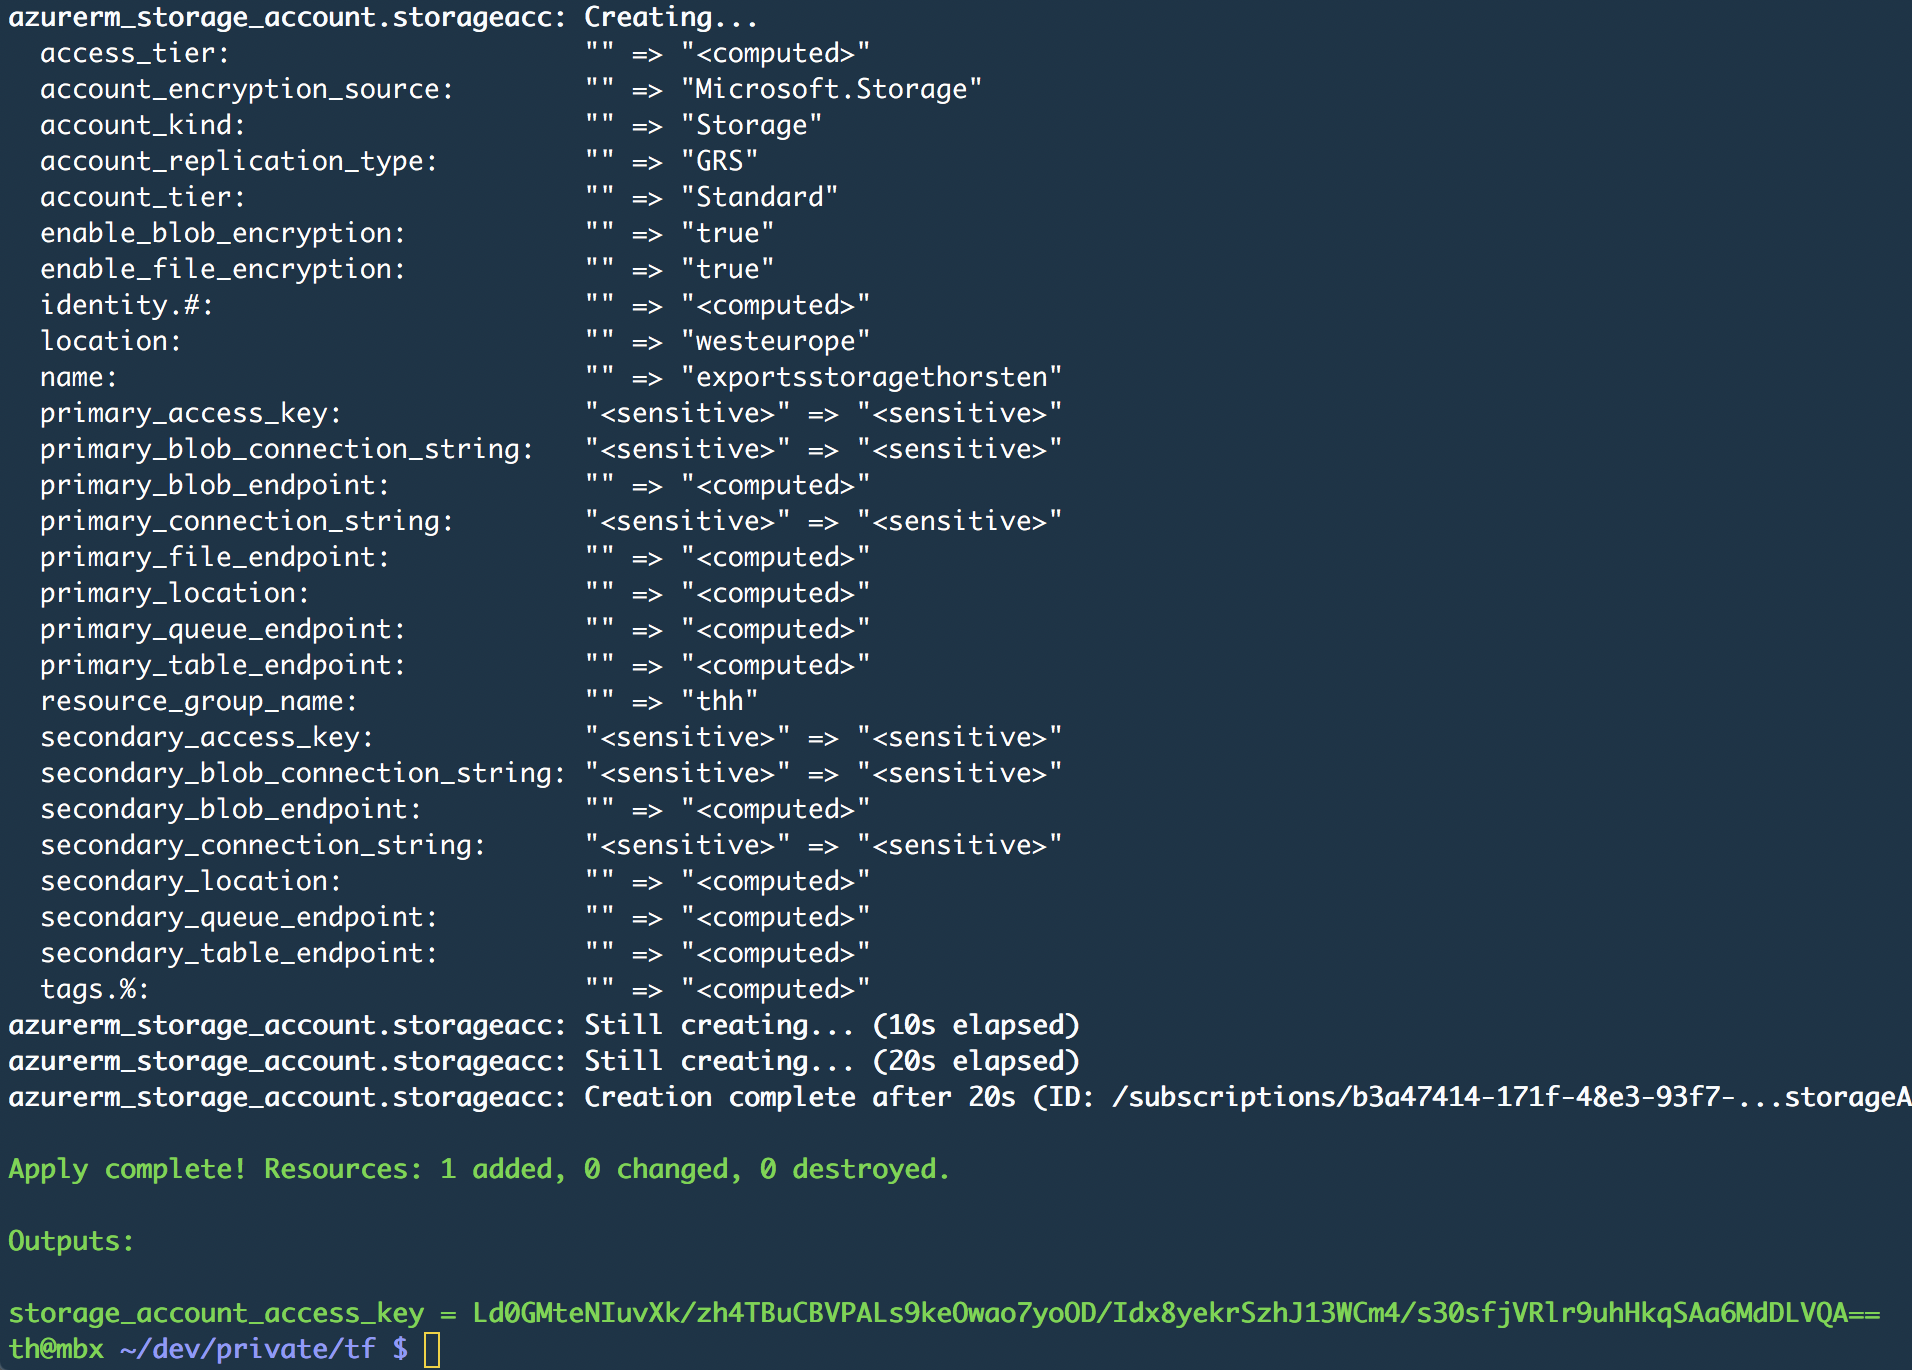 azurerm_storage_account.storageacc: Creating...
access_tier: "" => "<computed>"
account_encryption_source: "" => "Microsoft.Storage"
account_kind: "" => "Storage"
account_replication_type: "" => "GRS"
account_tier: "" => "Standard"
enable_blob_encryption: "" => "true"
enable_file_encryption: "" => "true"
identity.#: "" => "<computed>"
location: "" => "westeurope"
name: "" => "exportsstoragethorsten"
primary_access_key: "<sensitive>" => "<sensitive>"
primary_blob_connection_string: "<sensitive>" => "<sensitive>"
primary_blob_endpoint: "" => "<computed>"
primary_connection_string: "<sensitive>" => "<sensitive>"
primary_file_endpoint: "" => "<computed>"
primary_location: "" => "<computed>"
primary_queue_endpoint: "" => "<computed>"
primary_table_endpoint: "" => "<computed>"
resource_group_name: "" => "thh"
secondary_access_key: "<sensitive>" => "<sensitive>"
secondary_blob_connection_string: "<sensitive>" => "<sensitive>"
secondary_blob_endpoint: "" => "<computed>"
secondary_connection_string: "<sensitive>" => "<sensitive>"
secondary_location: "" => "<computed>"
secondary_queue_endpoint: "" => "<computed>"
secondary_table_endpoint: "" => "<computed>"
tags.%: "" => "<computed>"
azurerm_storage_account.storageacc: Still creating... (10s elapsed)
azurerm_storage_account.storageacc: Still creating... (20s elapsed)
azurerm_storage_account.storageacc: Creation complete after 20s (ID: /subscriptions/b3a47414-171f-48e3-93f7-...storageA
Apply complete! Resources: 1 added, 0 changed, 0 destroyed.
Outputs:
storage_account_access_key = Ld0GMteNIuvXk/zh4TBuCBVPALs9keOwao7yoOD/Idx8yekrSzhJ13WCm4/s30sfjVRlr9uhHkqSAa6MdDLVQA==
th@mbx ~/dev/private/tf $